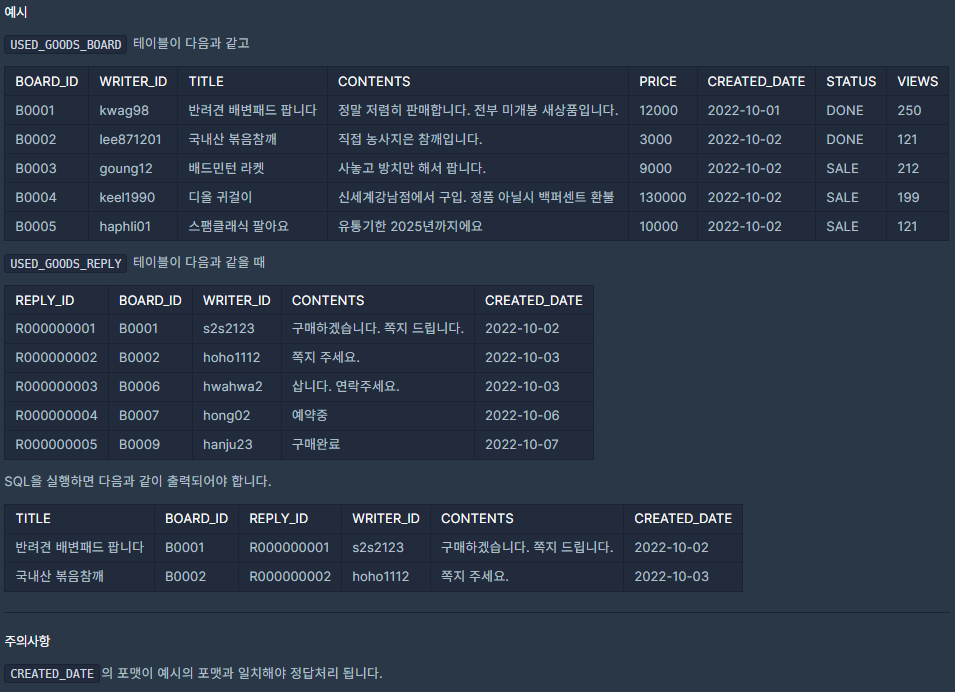 예시
USED_GOODS_BOARD 테이블이 다음과 같고
BOARD_ID WRITER_ID TITLE CONTENTS PRICE CREATED_DATE STATUS VIEWS
B0001 kwag98 반려견 배변패드 팝니다 정말 저렴히 판매합니다. 전부 미개봉 새상품입니다. 12000 2022-10-01 DONE 250
B0002 lee871201 국내산 볶음참깨 직접 농사지은 참깨입니다. 3000 2022-10-02 DONE 121
B0003 goung12 배드민턴 라켓 사놓고 방치만 해서 팝니다. 9000 2022-10-02 SALE 212
B0004 keel1990 디올 귀걸이 신세계강남점에서 구입. 정품 아닐시 백퍼센트 환불 130000 2022-10-02 SALE 199
B0005 haphli01 스팸클래식 팔아요 유통기한 2025년까지에요 10000 2022-10-02 SALE 121
USED_GOODS_REPLY 테이블이 다음과 같을 때
REPLY_ID BOARD_ID WRITER_ID CONTENTS CREATED_DATE
R000000001 B0001 s2s2123 구매하겠습니다. 쪽지 드립니다. 2022-10-02
R000000002 B0002 hoho1112 쪽지 주세요. 2022-10-03
R000000003 B0006 hwahwa2 삽니다. 연락주세요. 2022-10-03
R000000004 B0007 hong02 예약중 2022-10-06
R000000005 B0009 hanju23 구매완료 2022-10-07
SQL을 실행하면 다음과 같이 출력되어야 합니다.
TITLE BOARD_ID REPLY_ID WRITER_ID CONTENTS CREATED_DATE
반려견 배변패드 팝니다 B0001 R000000001 s2s2123 구매하겠습니다. 쪽지 드립니다. 2022-10-02
국내산 볶음참깨 B0002 R000000002 hoho1112 쪽지 주세요. 2022-10-03
주의사항
CREATED_DATE 의 포맷이 예시의 포맷과 일치해야 정답처리 됩니다.